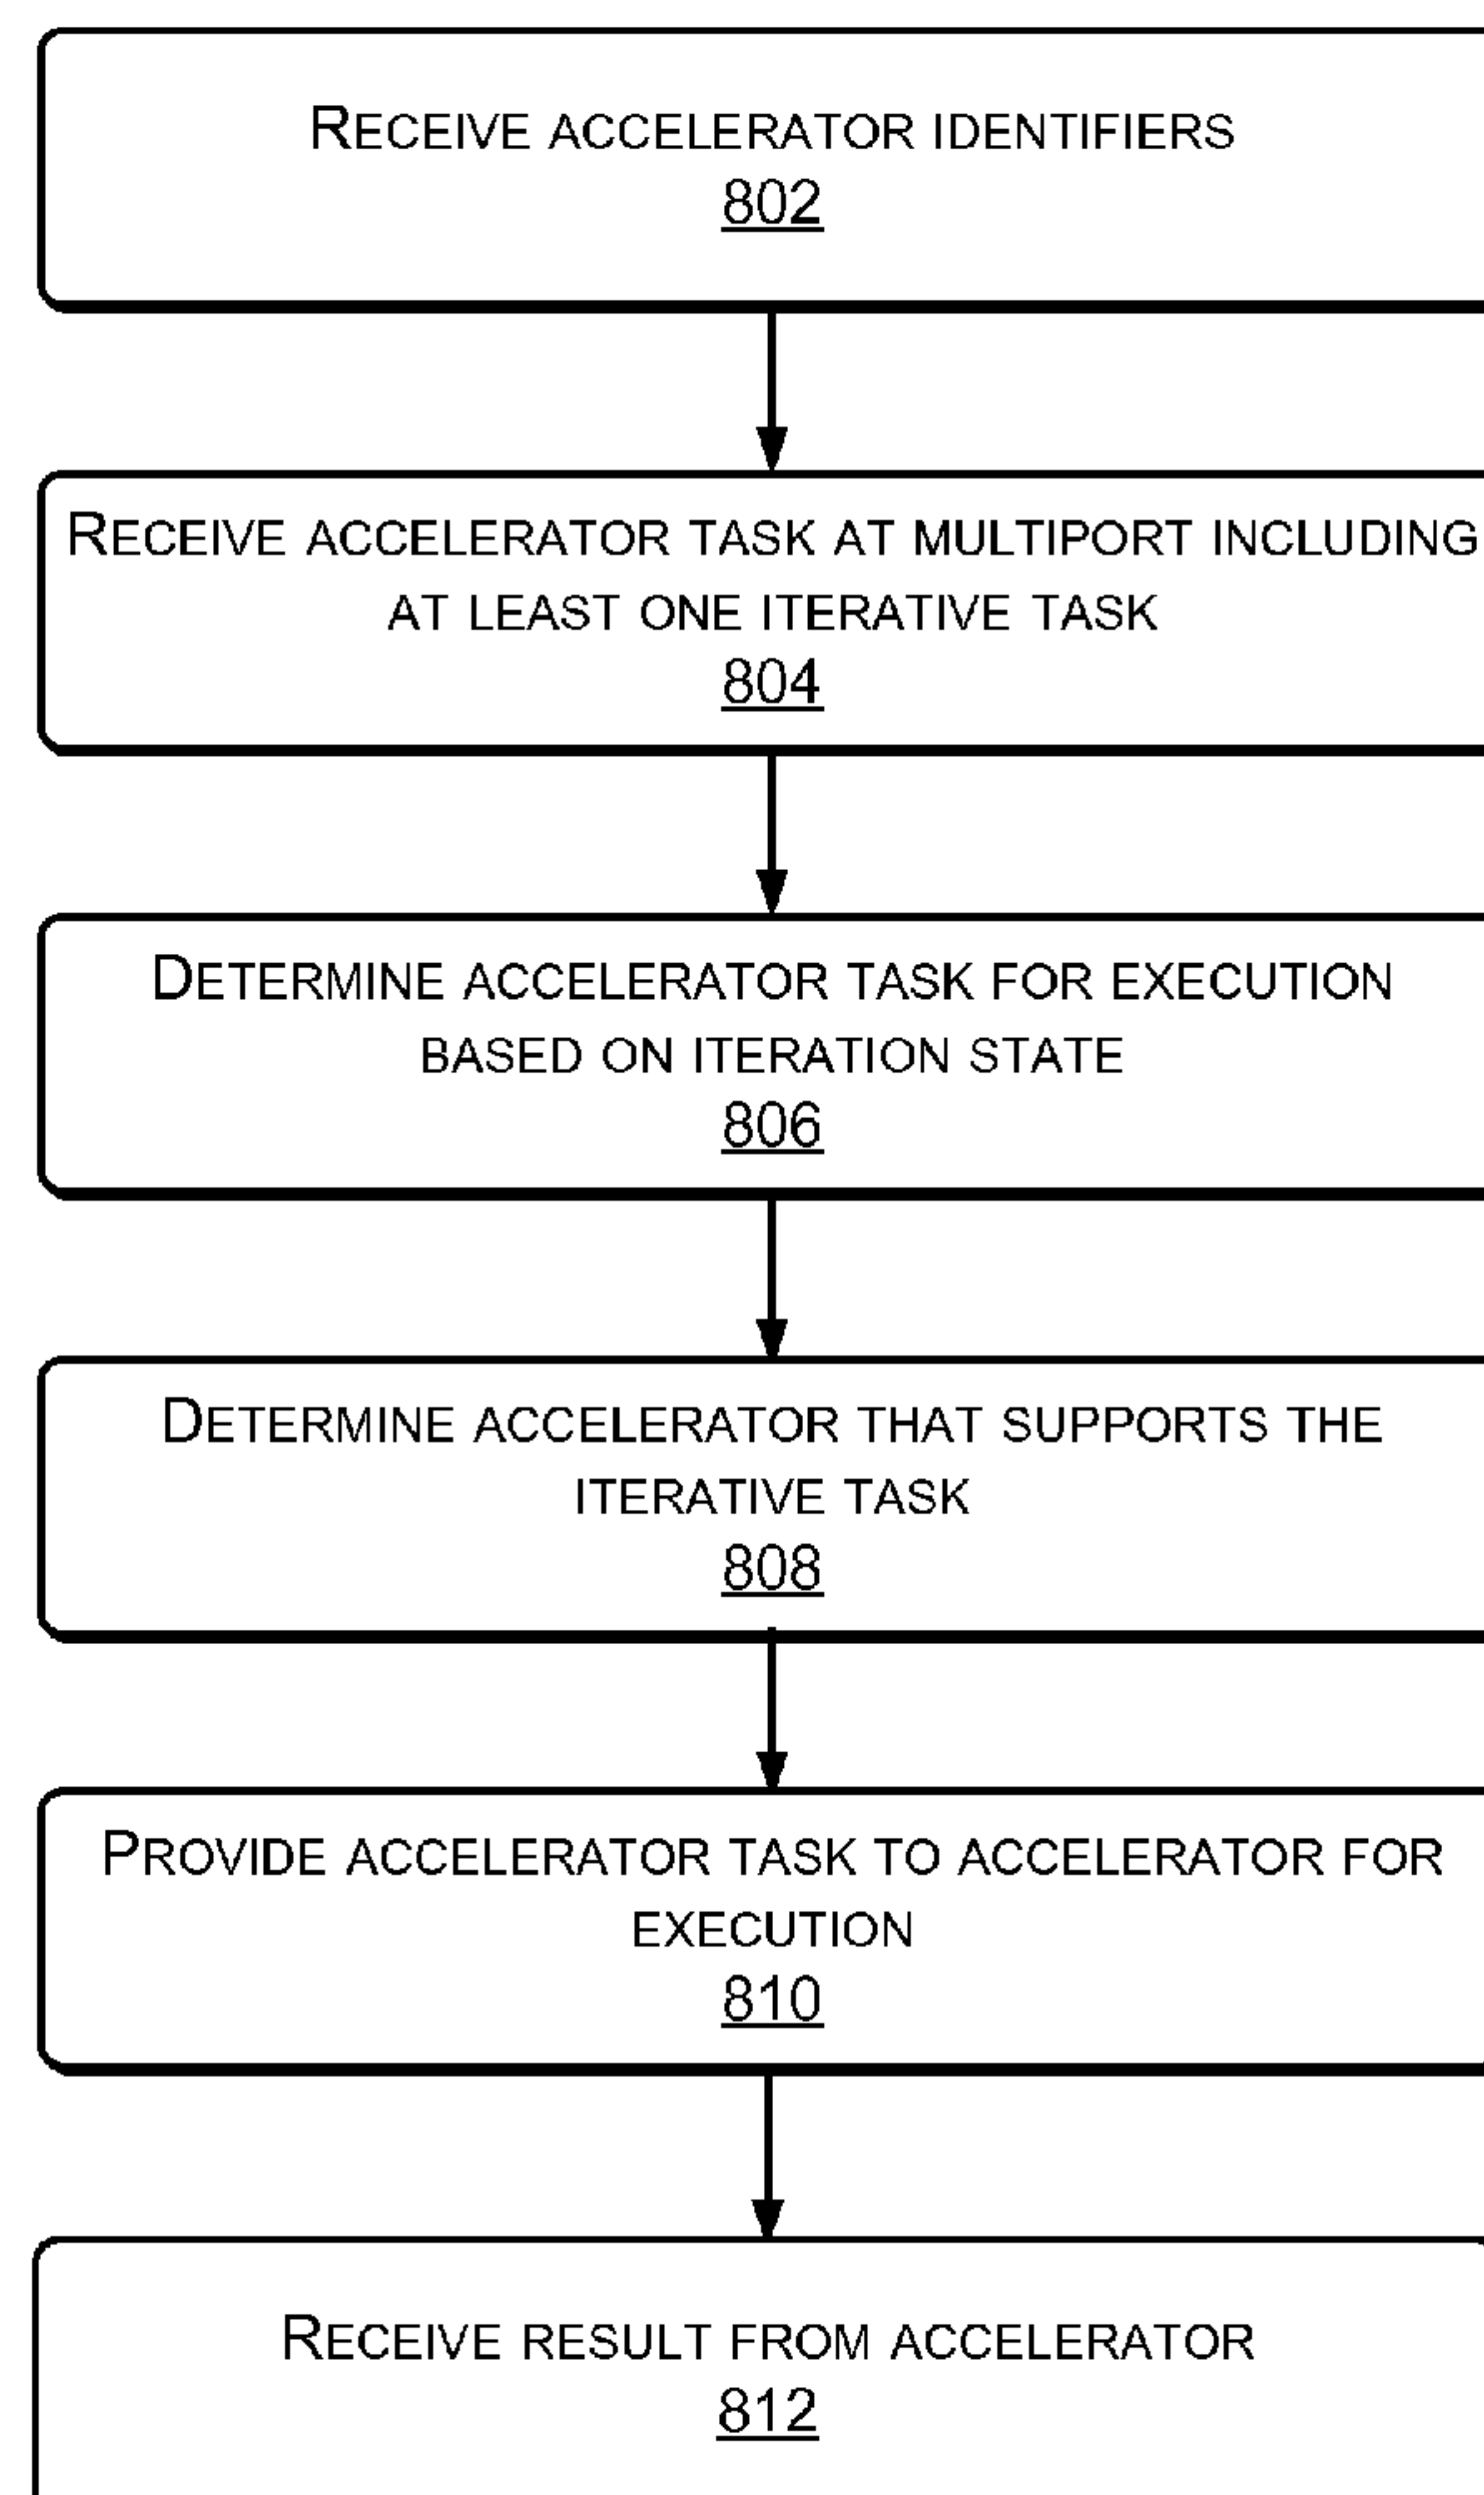 RECEIVE ACCELERATOR IDENTIFIERS
802
RECEIVE ACCELERATOR TASK AT MULTIPORT INCLUDING
AT LEAST ONE ITERATIVE TASK
804
DETERMINE ACCELERATOR TASK FOR EXECUTION
BASED ON ITERATION STATE
806
DETERMINE ACCELERATOR THAT SUPPORTS THE
ITERATIVE TASK
808
PROVIDE ACCELERATOR TASK TO ACCELERATOR FOR
EXECUTION
810
RECEIVE RESULT FROM ACCELERATOR
812